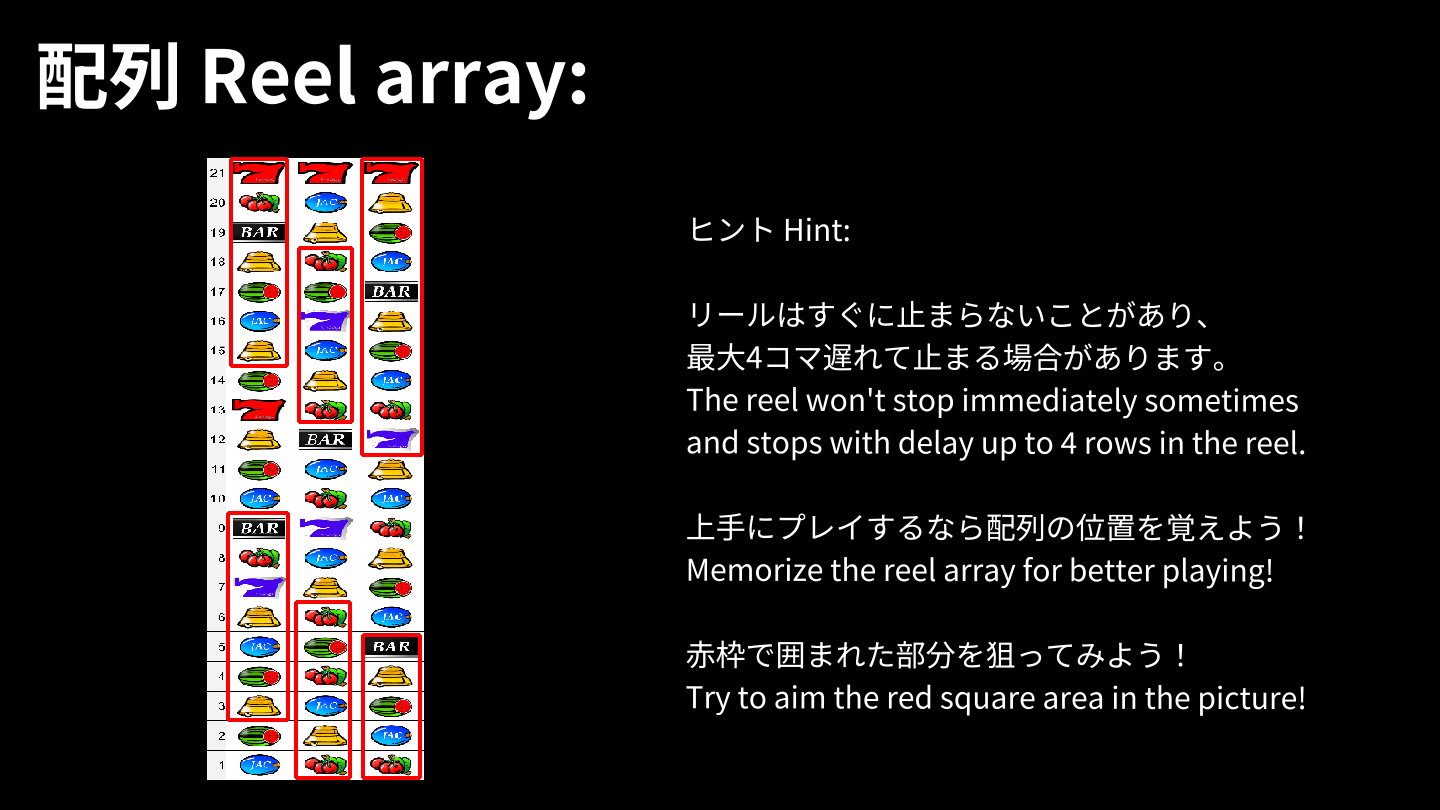 配列 Reel array:
21
20
19 BAR
18 JAC
17 BAR
16 JAC
15 JAC
14 JAC
13
12 BAR
11 JAC
10 JAC JAC
9 BAR
8 JAC
7
6 JAC
5 JAC BAR
4
3 JAC
2 JAC
1 JAC
ヒント Hint:
リールはすぐに止まらないことがあり、
最大4コマ遅れて止まる場合があります。
The reel won't stop immediately sometimes
and stops with delay up to 4 rows in the reel.
上手にプレイするなら配列の位置を覚えよう！
Memorize the reel array for better playing!
赤枠で囲まれた部分を狙ってみよう！
Try to aim the red square area in the picture!